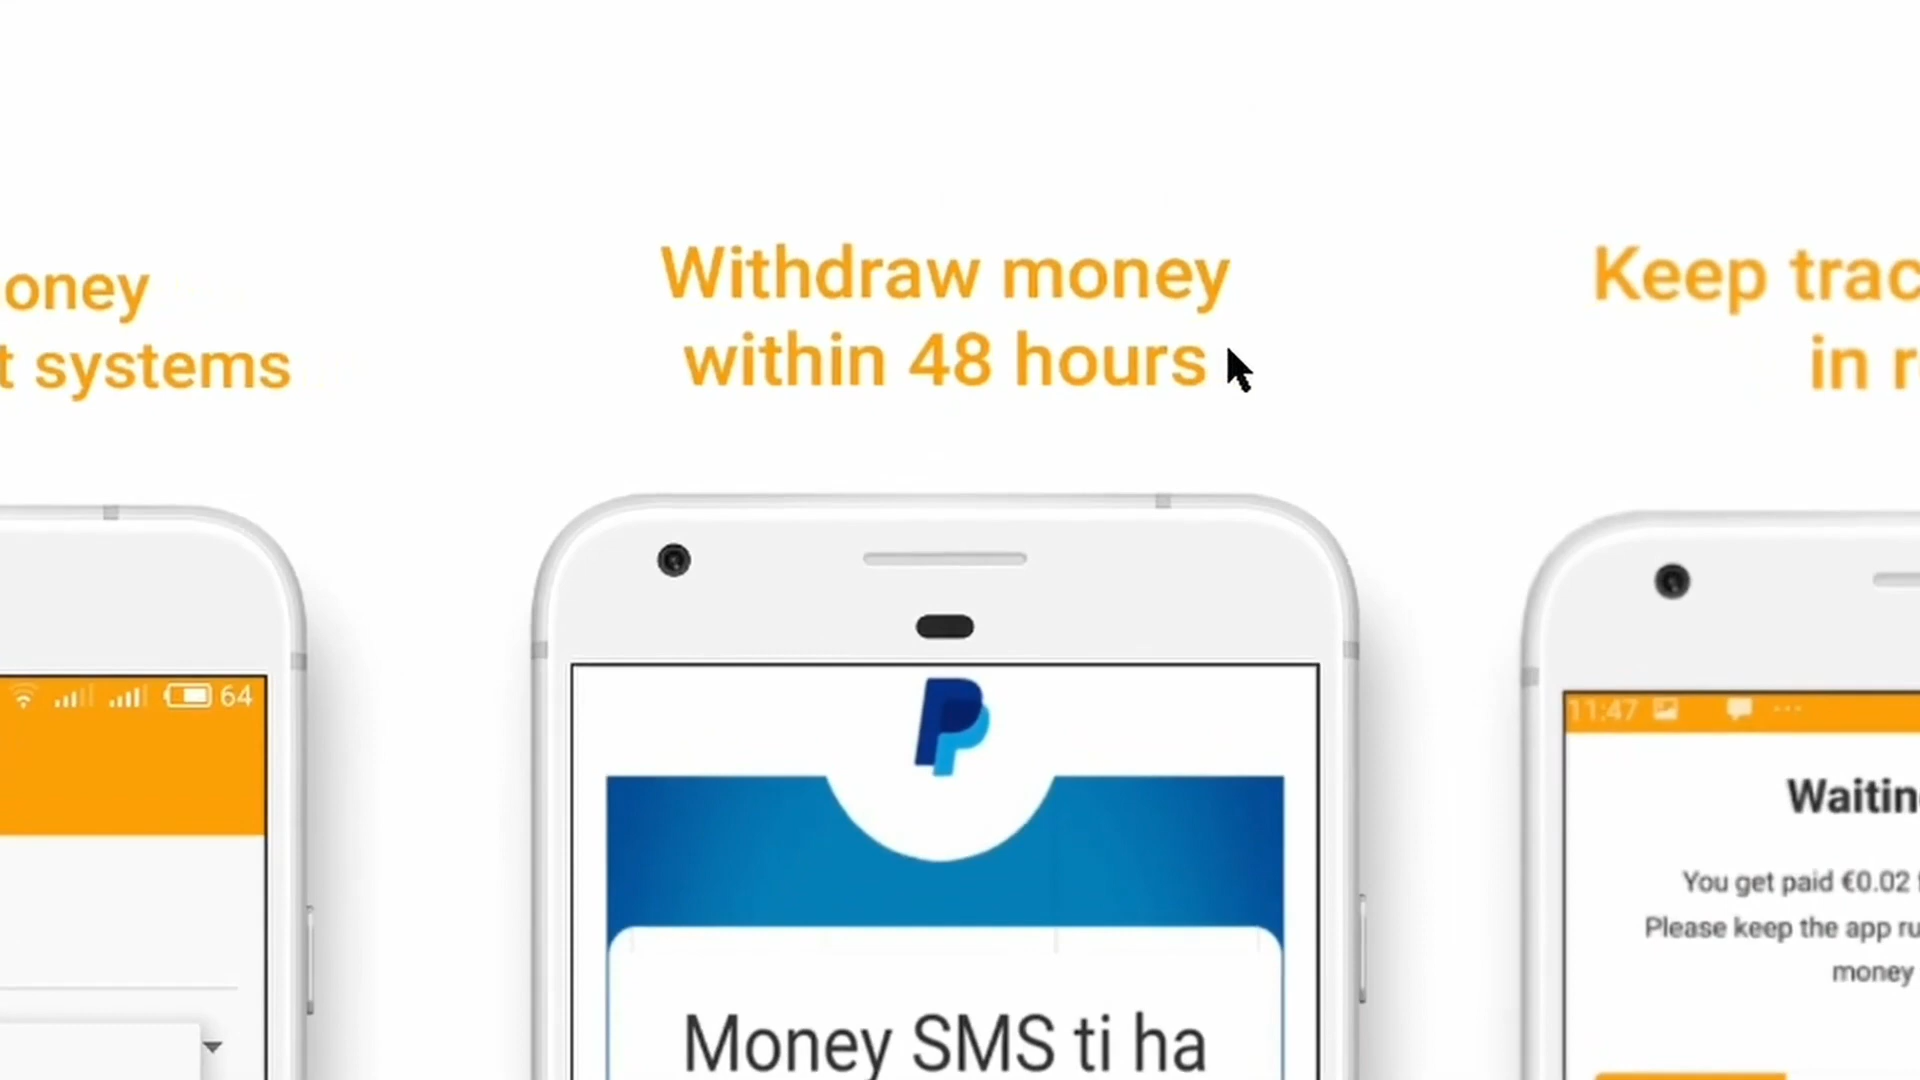 oney
t systems
Withdraw money
within 48 hours
Keep trac
in r
64
Money SMS ti ha
11:47
Waitin
You get paid €0.02
Please keep the app ru
money